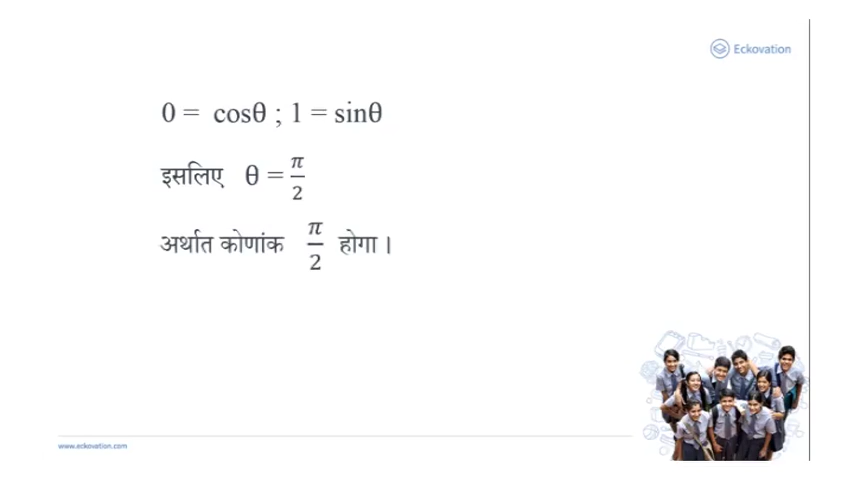 Eckovation
0 = cosθ ; 1 = sinθ
इसलिए θ = π/2
अर्थात कोणांक π/2 होगा ।
www.eckovation.com